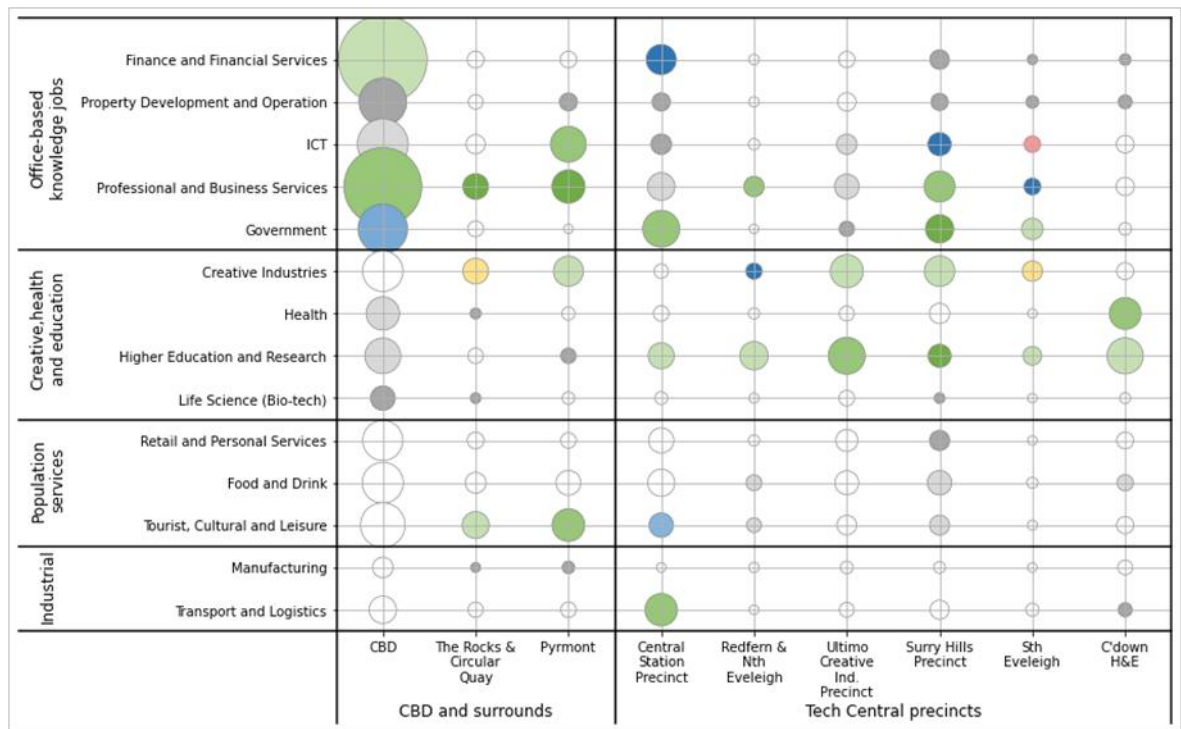 Office-based
knowledge jobs
Finance and Financial Services
Property Development and Operation
ICT
Professional and Business Services
Government
Creative,health
and education
Creative Industries
Health
Higher Education and Research
Life Science (Bio-tech)
Population
services
Retail and Personal Services
Food and Drink
Tourist, Cultural and Leisure
Industrial
Manufacturing
Transport and Logistics
CBD
The Rocks &
Circular
Quay
Pyrmont
Central
Station
Precinct
Redfern &
Nth
Eveleigh
Ultimo
Creative
Ind.
Precinct
Surry Hills
Precinct
Sth
Eveleigh
C'down
H&E
CBD and surrounds
Tech Central precincts